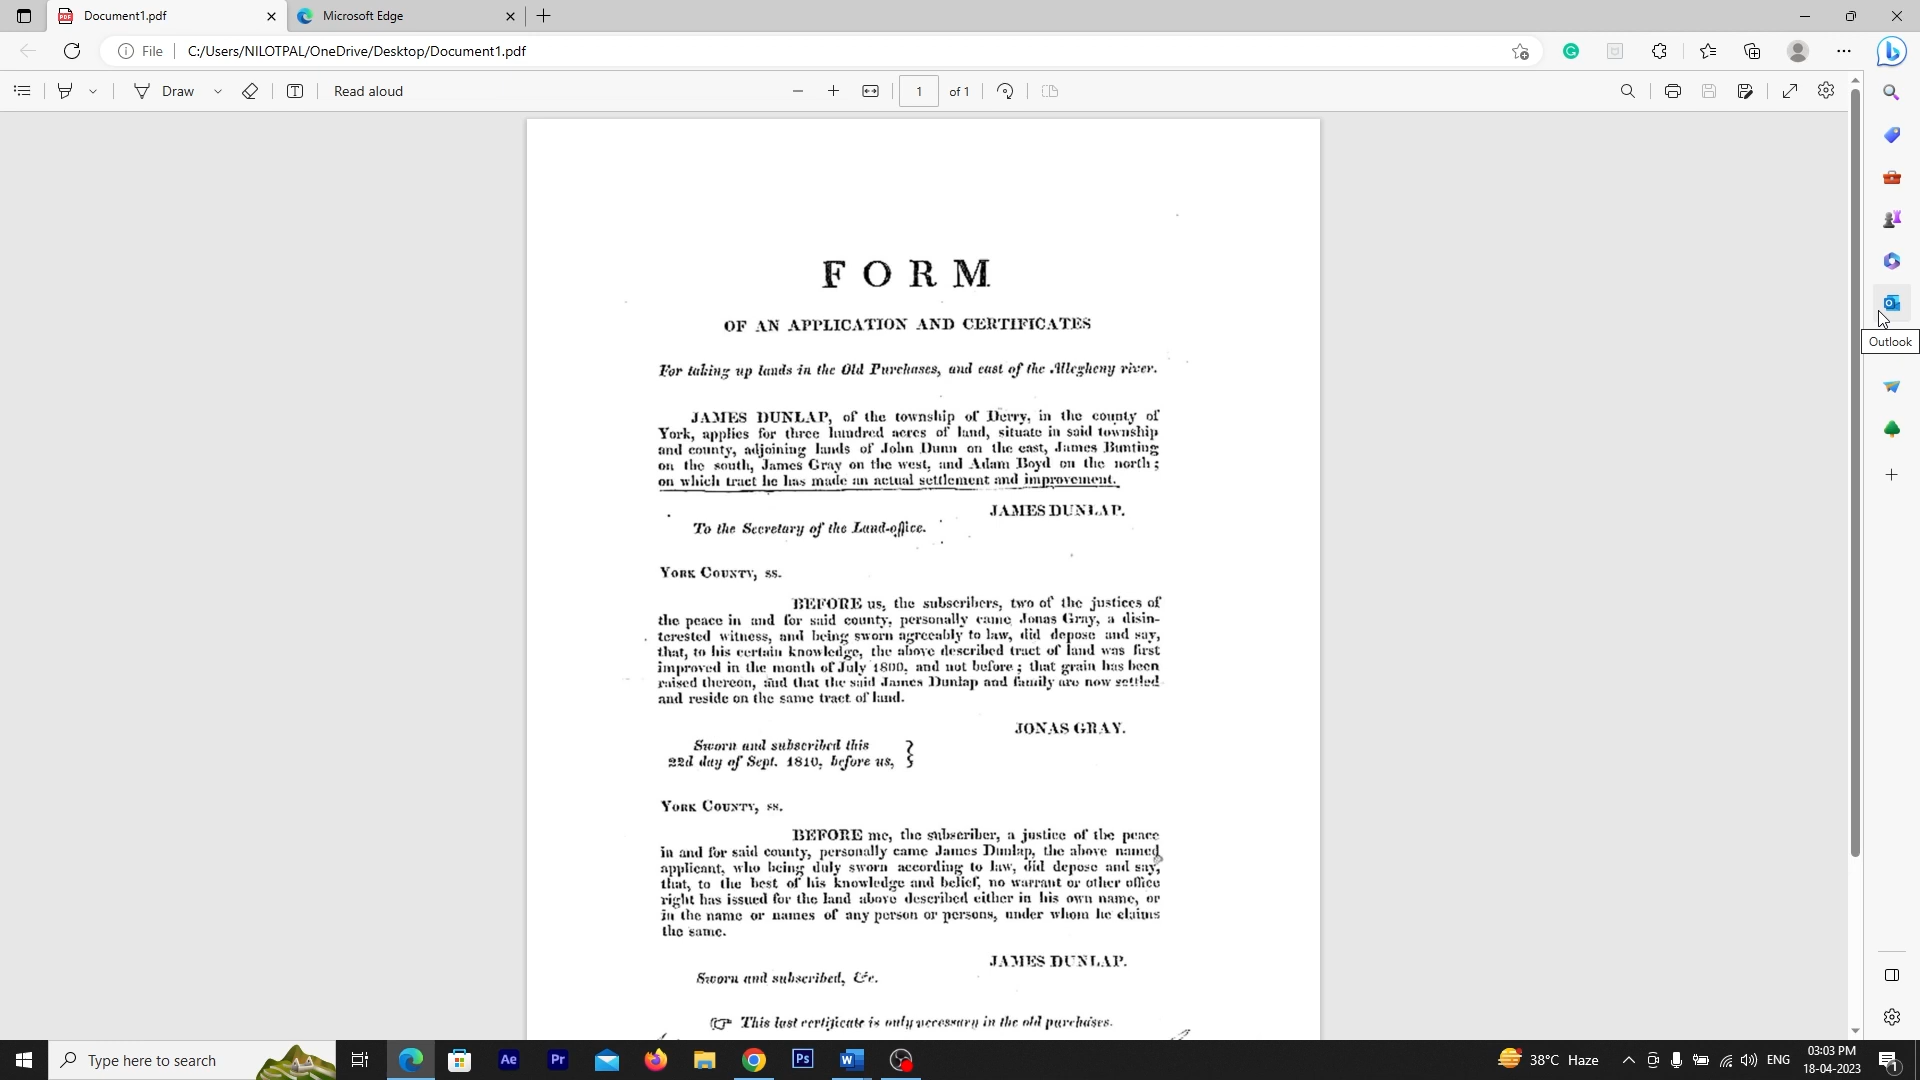 Document1.pdf
Microsoft Edge
File
C:/Users/NILOTPAL/OneDrive/Desktop/Document1.pdf
Draw
Read aloud
1 of 1
FORM
OF AN APPLICATION AND CERTIFICATES
For taking up lands in the Old Purchases, and east of the Allegheny river.
JAMES DUNLAP, of the township of Derry, in the county of
York, applies for three hundred acres of land, situate in said township
and county, adjoining lands of John Dunn on the east, James Bunting
on the south, James Gray on the west, and Adam Boyd on the north;
on which tract he has made an actual settlement and improvement.
JAMES DUNLAP.
To the Secretary of the Land-office.
YORK COUNTY, ss.
BEFORE us, the subscribers, two of the justices of
the peace in and for said county, personally came Jonas Gray, a disin-
terested witness, and being sworn agreeably to law, did depose and say,
that, to his certain knowledge, the above described tract of land was first
improved in the month of July 1800, and not before; that grain has been
raised thereon, and that the said James Dunlap and family are now settled
and reside on the same tract of land.
JONAS GRAY.
Sworn and subscribed this
22d day of Sept. 1810, before us, }
YORK COUNTY, ss.
BEFORE me, the subscriber, a justice of the peace
in and for said county, personally came James Dunlap, the above named
applicant, who being duly sworn according to law, did depose and say,
that, to the best of his knowledge and belief, no warrant or other office
right has issued for the land above described either in his own name, or
in the name or names of any person or persons, under whom he claims
the same.
JAMES DUNLAP.
Sworn and subscribed, &c.
☞ This last certificate is only necessary in the old purchases.
Outlook
Type here to search
Ae
Pr
Ps
38°C Haze
ENG
03:03 PM
18-04-2023
1